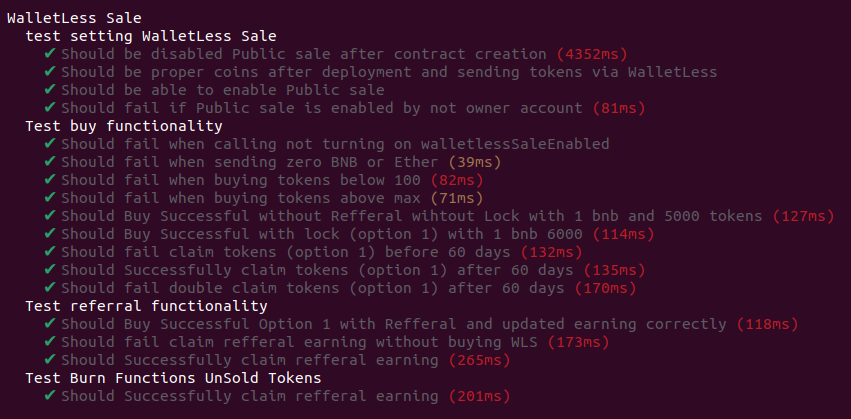 WalletLess Sale
test setting WalletLess Sale
✔ Should be disabled Public sale after contract creation (4352ms)
✔ Should be proper coins after deployment and sending tokens via WalletLess
✔ Should be able to enable Public sale
✔ Should fail if Public sale is enabled by not owner account (81ms)
Test buy functionality
✔ Should fail when calling not turning on walletlessSaleEnabled
✔ Should fail when sending zero BNB or Ether (39ms)
✔ Should fail when buying tokens below 100 (82ms)
✔ Should fail when buying tokens above max (71ms)
✔ Should Buy Successful without Refferal wihtout Lock with 1 bnb and 5000 tokens (127ms)
✔ Should Buy Successful with lock (option 1) with 1 bnb 6000 (114ms)
✔ Should fail claim tokens (option 1) before 60 days (132ms)
✔ Should Successfully claim tokens (option 1) after 60 days (135ms)
✔ Should fail double claim tokens (option 1) after 60 days (170ms)
Test referral functionality
✔ Should Buy Successful Option 1 with Refferal and updated earning correctly (118ms)
✔ Should fail claim refferal earning without buying WLS (173ms)
✔ Should Successfully claim refferal earning (265ms)
Test Burn Functions UnSold Tokens
✔ Should Successfully claim refferal earning (201ms)